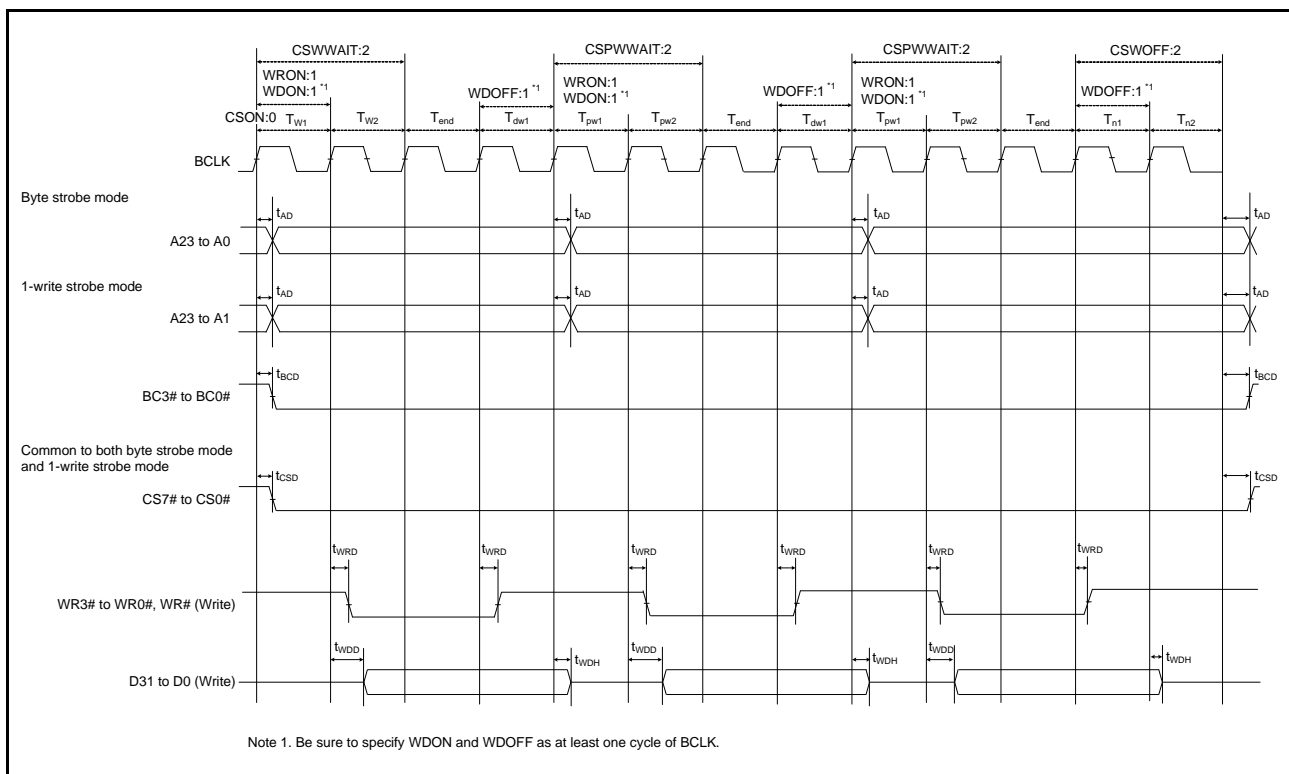 CSWWAIT:2 CSPWWAIT:2 CSPWWAIT:2 CSWOFF:2
WRON:1 WRON:1 WRON:1
WDON:1 *1 WDOFF:1 *1 WDON:1 *1 WDOFF:1 *1 WDON:1 *1 WDOFF:1 *1
CSON:0 TW1 TW2 Tend Tdw1 Tpw1 Tpw2 Tend Tdw1 Tpw1 Tpw2 Tend Tn1 Tn2
BCLK
Byte strobe mode
tAD tAD tAD tAD
A23 to A0
1-write strobe mode
tAD tAD tAD tAD
A23 to A1
tBCD tBCD
BC3# to BC0#
Common to both byte strobe mode
and 1-write strobe mode
tCSD tCSD
CS7# to CS0#
tWRD tWRD tWRD tWRD tWRD tWRD
WR3# to WR0#, WR# (Write)
tWDD tWDH tWDD tWDH tWDD tWDH
D31 to D0 (Write)
Note 1. Be sure to specify WDON and WDOFF as at least one cycle of BCLK.